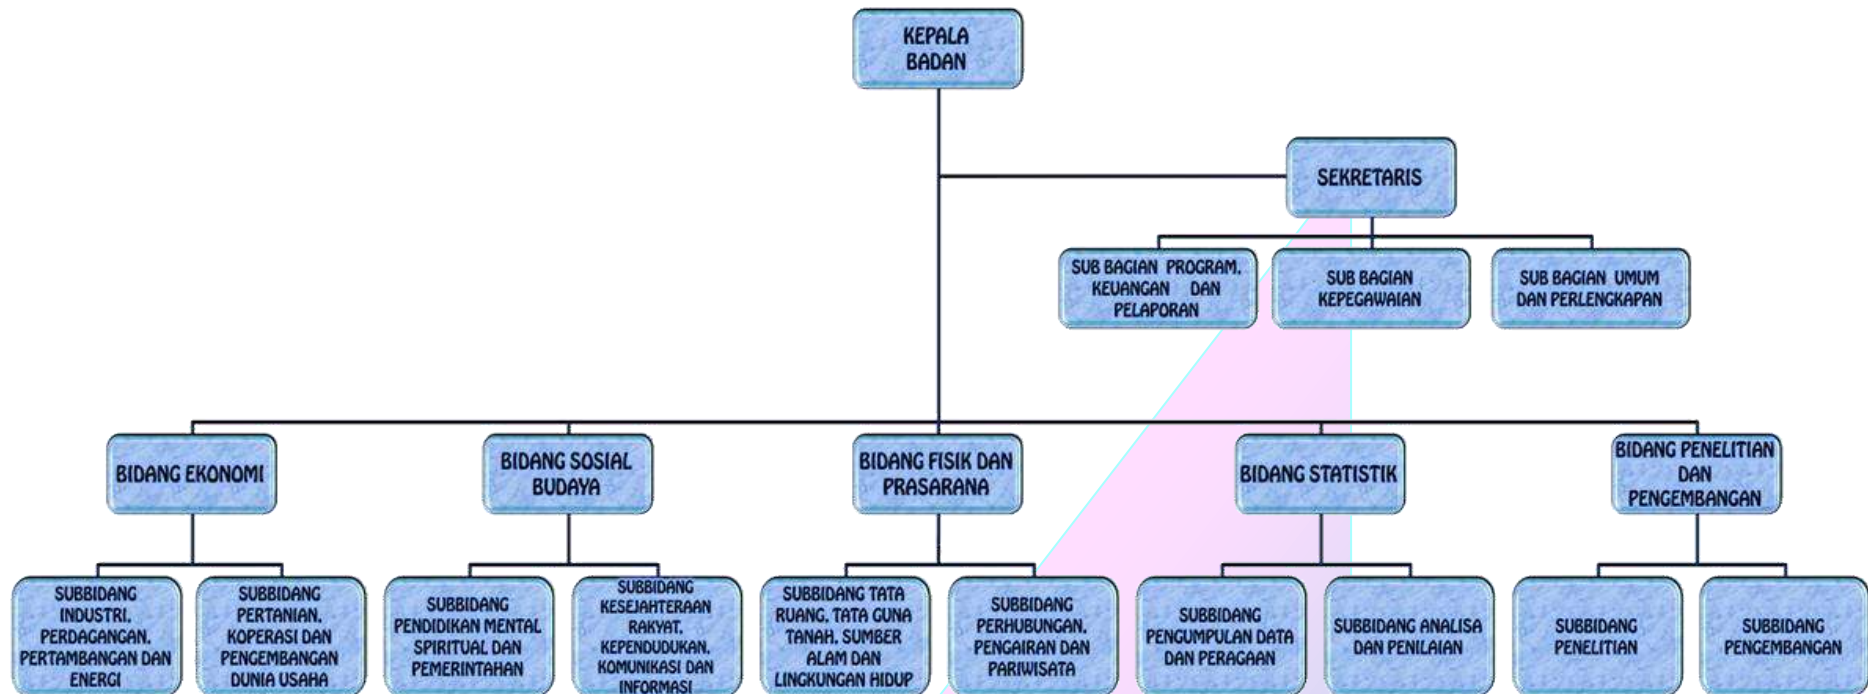 KEPALA
BADAN
SEKRETARIS
SUB BAGIAN PROGRAM,
KEUANGAN DAN
PELAPORAN
SUB BAGIAN
KEPEGAWAIAN
SUB BAGIAN UMUM
DAN PERLENGKAPAN
BIDANG EKONOMI
BIDANG SOSIAL
BUDAYA
BIDANG FISIK DAN
PRASARANA
BIDANG STATISTIK
BIDANG PENELITIAN
DAN
PENGEMBANGAN
SUBBIDANG
INDUSTRI,
PERDAGANGAN,
PERTAMBANGAN DAN
ENERGI
SUBBIDANG
PERTANIAN,
KOPERASI DAN
PENGEMBANGAN
DUNIA USAHA
SUBBIDANG
PENDIDIKAN MENTAL
SPIRITUAL DAN
PEMERINTAHAN
SUBBIDANG
KESEJAHTERAAN
RAKYAT,
KEPENDUDUKAN,
KOMUNIKASI DAN
INFORMASI
SUBBIDANG TATA
RUANG, TATA GUNA
TANAH, SUMBER
ALAM DAN
LINGKUNGAN HIDUP
SUBBIDANG
PERHUBUNGAN,
PENGAIRAN DAN
PARIWISATA
SUBBIDANG
PENGUMPULAN DATA
DAN PERAGAAN
SUBBIDANG ANALISA
DAN PENILAIAN
SUBBIDANG
PENELITIAN
SUBBIDANG
PENGEMBANGAN